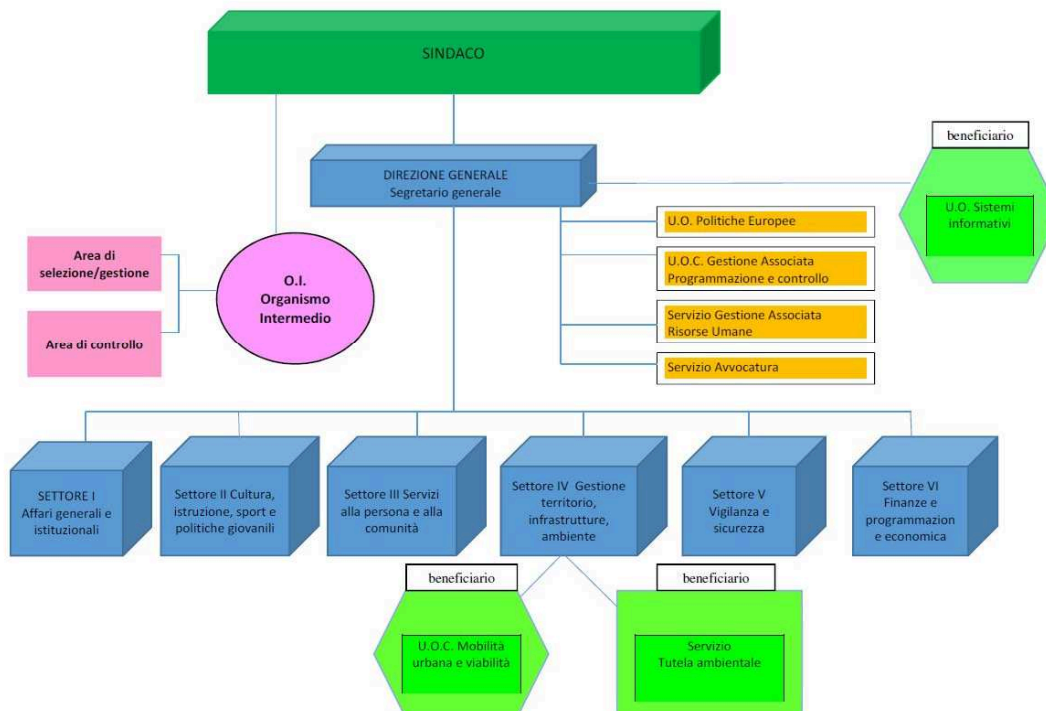 SINDACO
beneficiario
DIREZIONE GENERALE
Segretario generale
U.O. Sistemi
informativi
U.O. Politiche Europee
Area di
selezione/gestione
U.O.C. Gestione Associata
Programmazione e controllo
O.I.
Organismo
Intermedio
Servizio Gestione Associata
Risorse Umane
Area di controllo
Servizio Avvocatura
SETTORE I
Affari generali e
istituzionali
Settore II Cultura,
istruzione, sport e
politiche giovanili
Settore III Servizi
alla persona e alla
comunità
Settore IV Gestione
territorio,
infrastrutture,
ambiente
Settore V
Vigilanza e
sicurezza
Settore VI
Finanze e
programmazion
e economica
beneficiario
U.O.C. Mobilità
urbana e viabilità
beneficiario
Servizio
Tutela ambientale